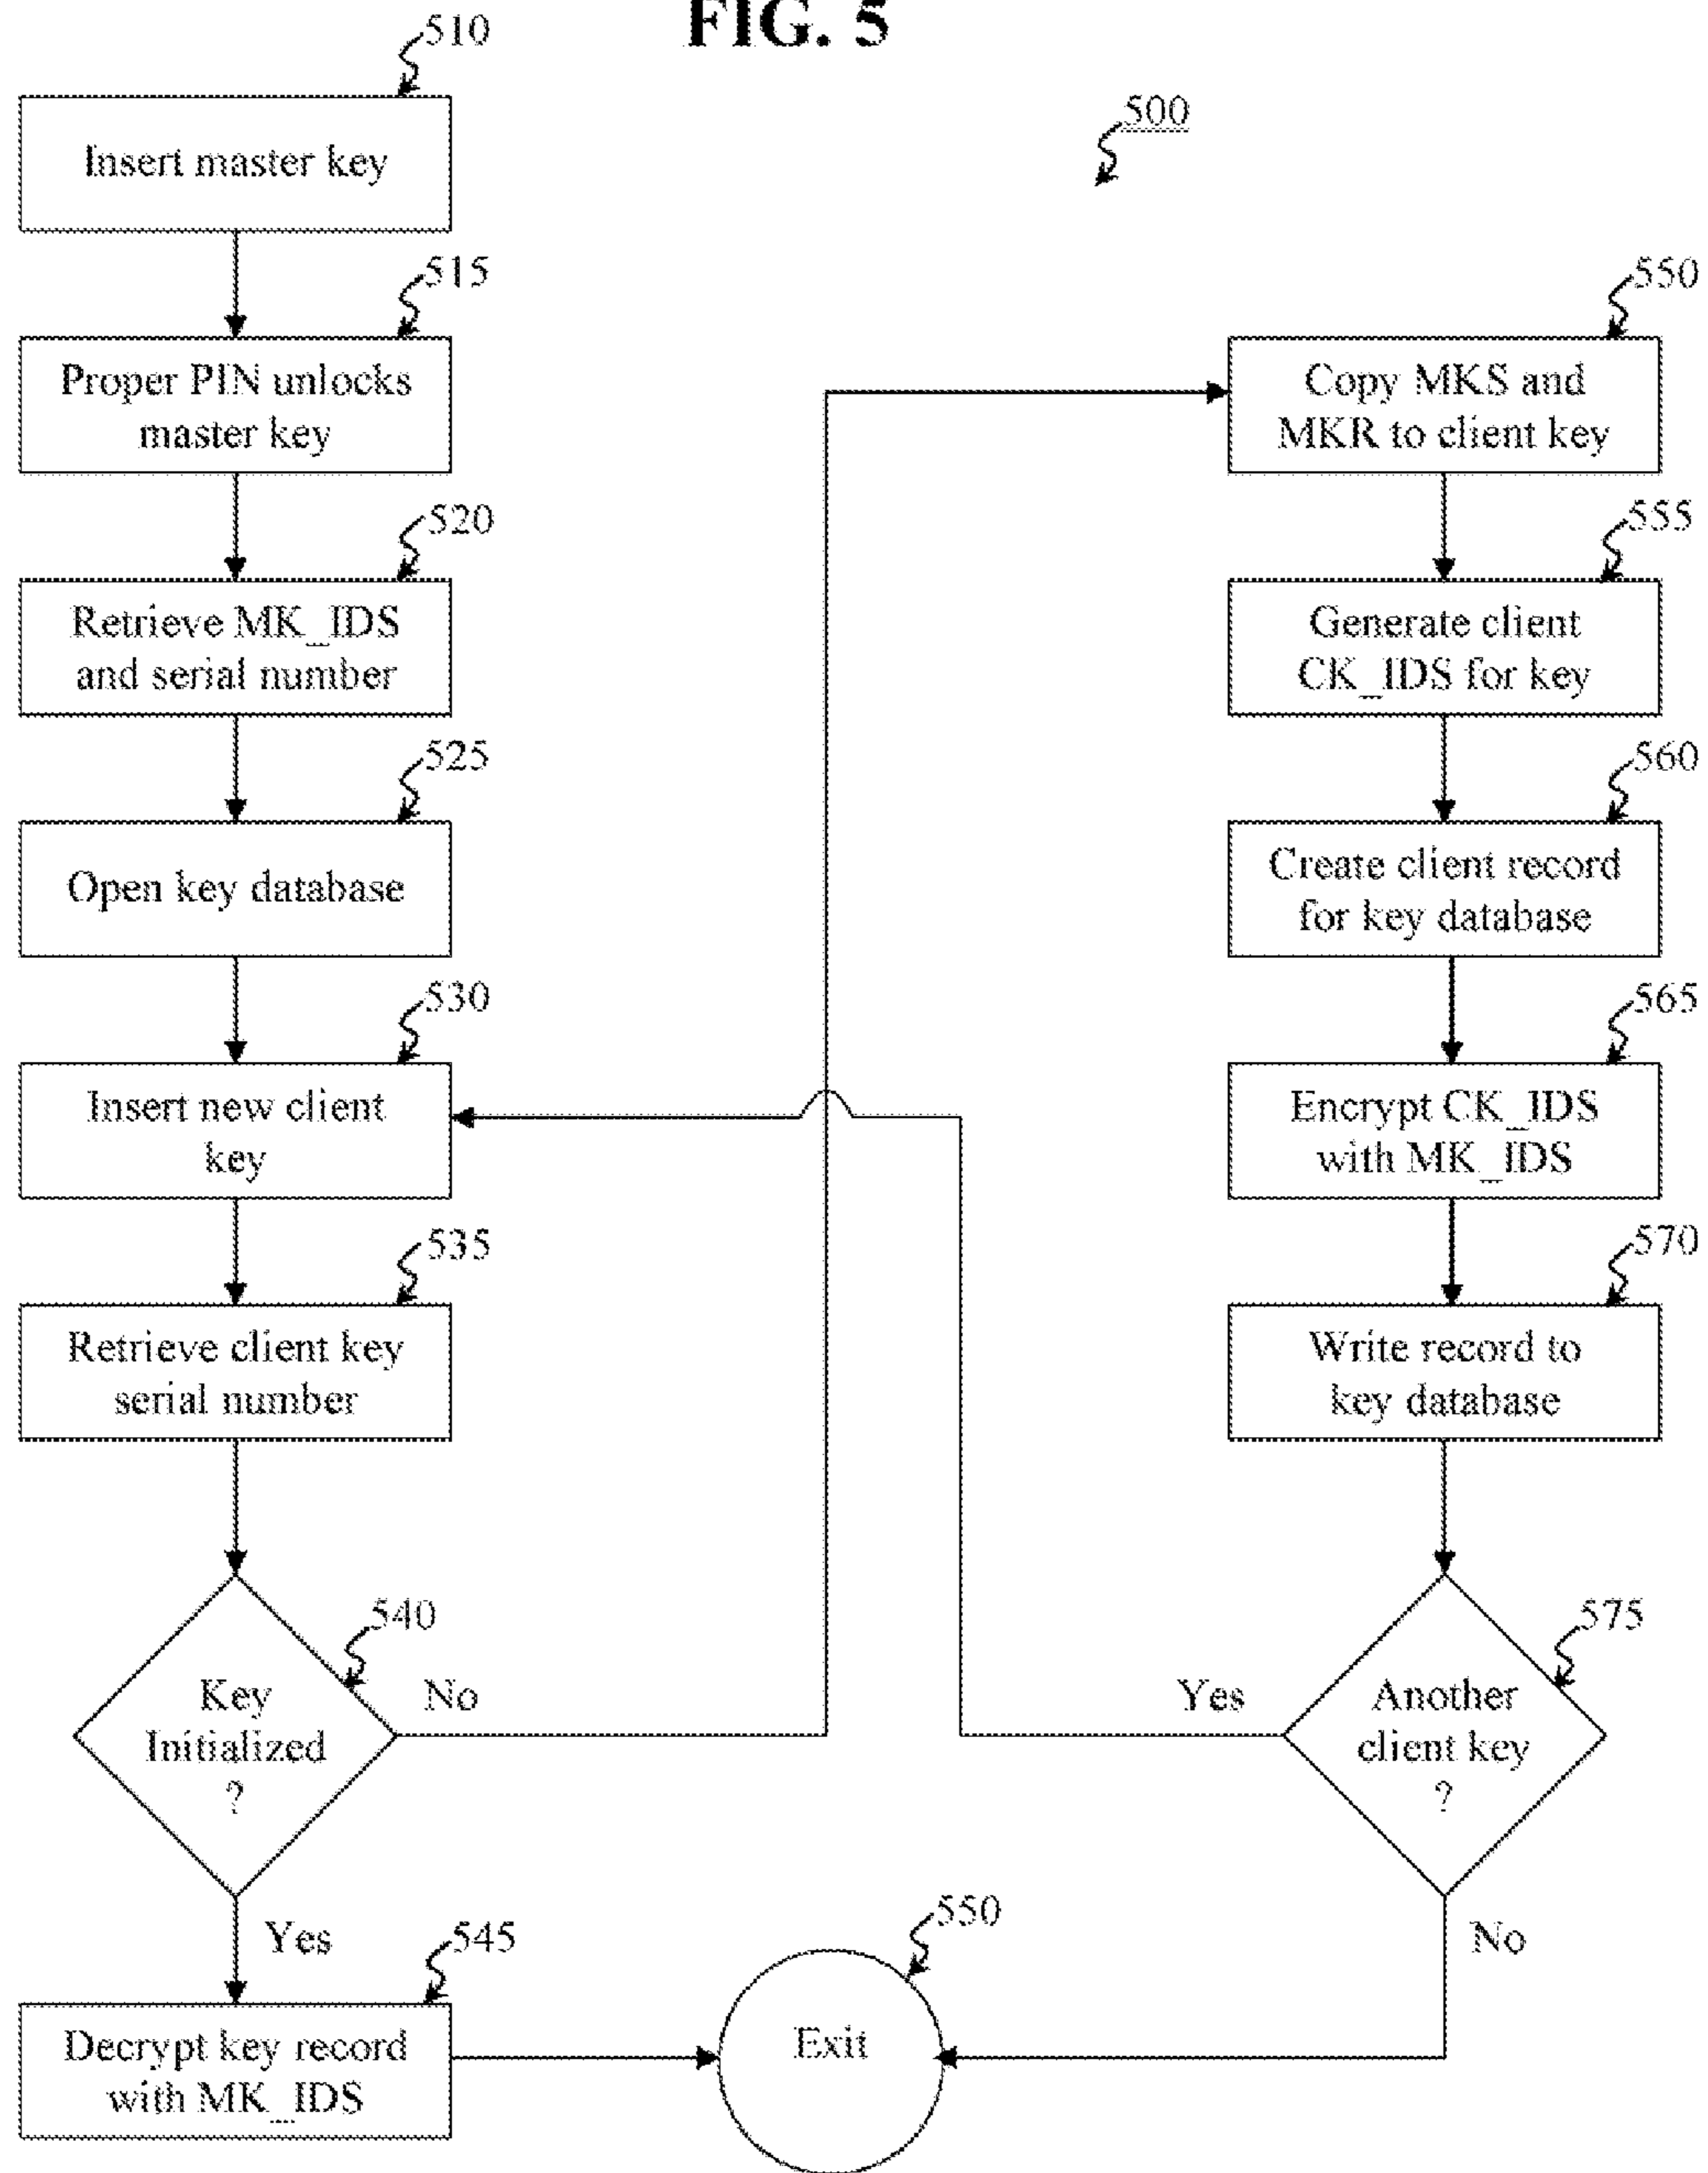 FIG. 5
500
510
Insert master key
515
Proper PIN unlocks
master key
520
Retrieve MK_IDS
and serial number
525
Open key database
530
Insert new client
key
535
Retrieve client key
serial number
540
Key
Initialized
?
No
Yes
545
Decrypt key record
with MK_IDS
550
Exit
550
Copy MKS and
MKR to client key
555
Generate client
CK_IDS for key
560
Create client record
for key database
565
Encrypt CK_IDS
with MK_IDS
570
Write record to
key database
575
Another
client key
?
Yes
No